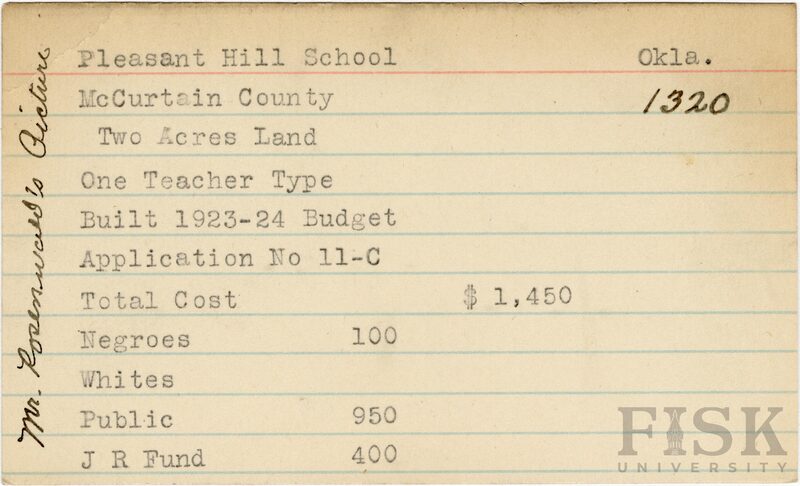 Pleasant Hill School Okla.
McCurtain County 1320
Two Acres Land
One Teacher Type
Built 1923-24 Budget
Application No 11-C
Total Cost $ 1,450
Negroes 100
Whites
Public 950
J R Fund 400
Mr. Rosenwald's Picture
FISK
UNIVERSITY